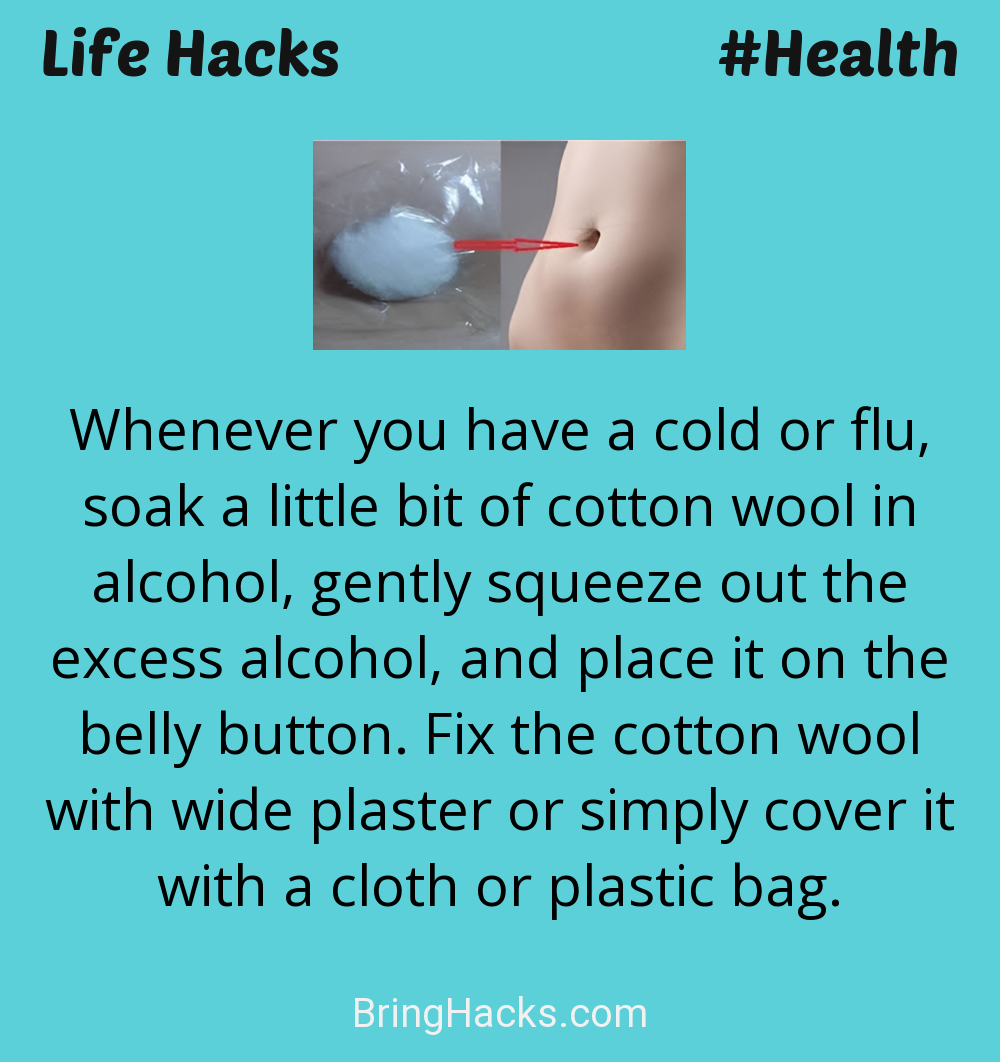 Life Hacks #Health
Whenever you have a cold or flu,
soak a little bit of cotton wool in
alcohol, gently squeeze out the
excess alcohol, and place it on the
belly button. Fix the cotton wool
with wide plaster or simply cover it
with a cloth or plastic bag.
BringHacks.com